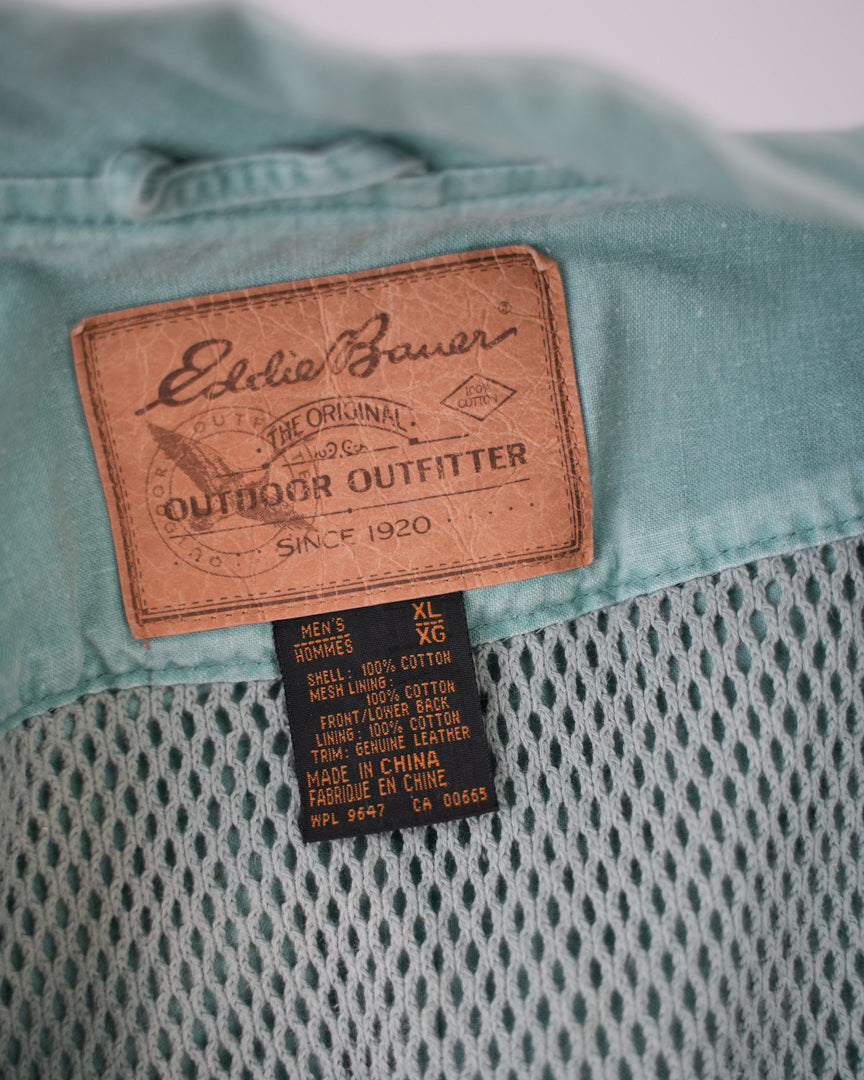 Eddie Bauer®
100%
COTTON
THE ORIGINAL
OUTDOOR OUTFITTER
SINCE 1920
MEN'S XL
HOMMES XG
SHELL: 100% COTTON
MESH LINING:
100% COTTON
FRONT/LOWER BACK
LINING: 100% COTTON
TRIM: GENUINE LEATHER
MADE IN CHINA
FABRIQUE EN CHINE
WPL 9647 CA 00665